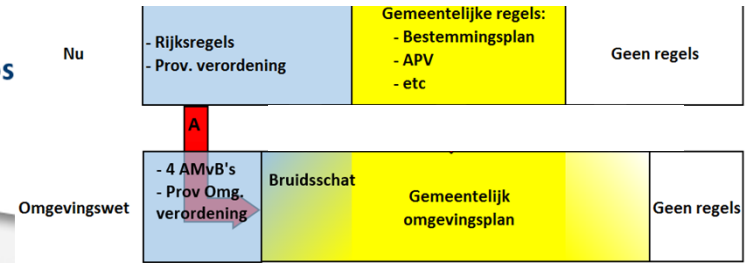 Gemeentelijke regels:
Nu
- Rijksregels
- Prov. verordening
- Bestemmingsplan
- APV
- etc
Geen regels
A
Omgevingswet
- 4 AMvB's
- Prov Omg.
verordening
Bruidsschat
Gemeentelijk
omgevingsplan
Geen regels